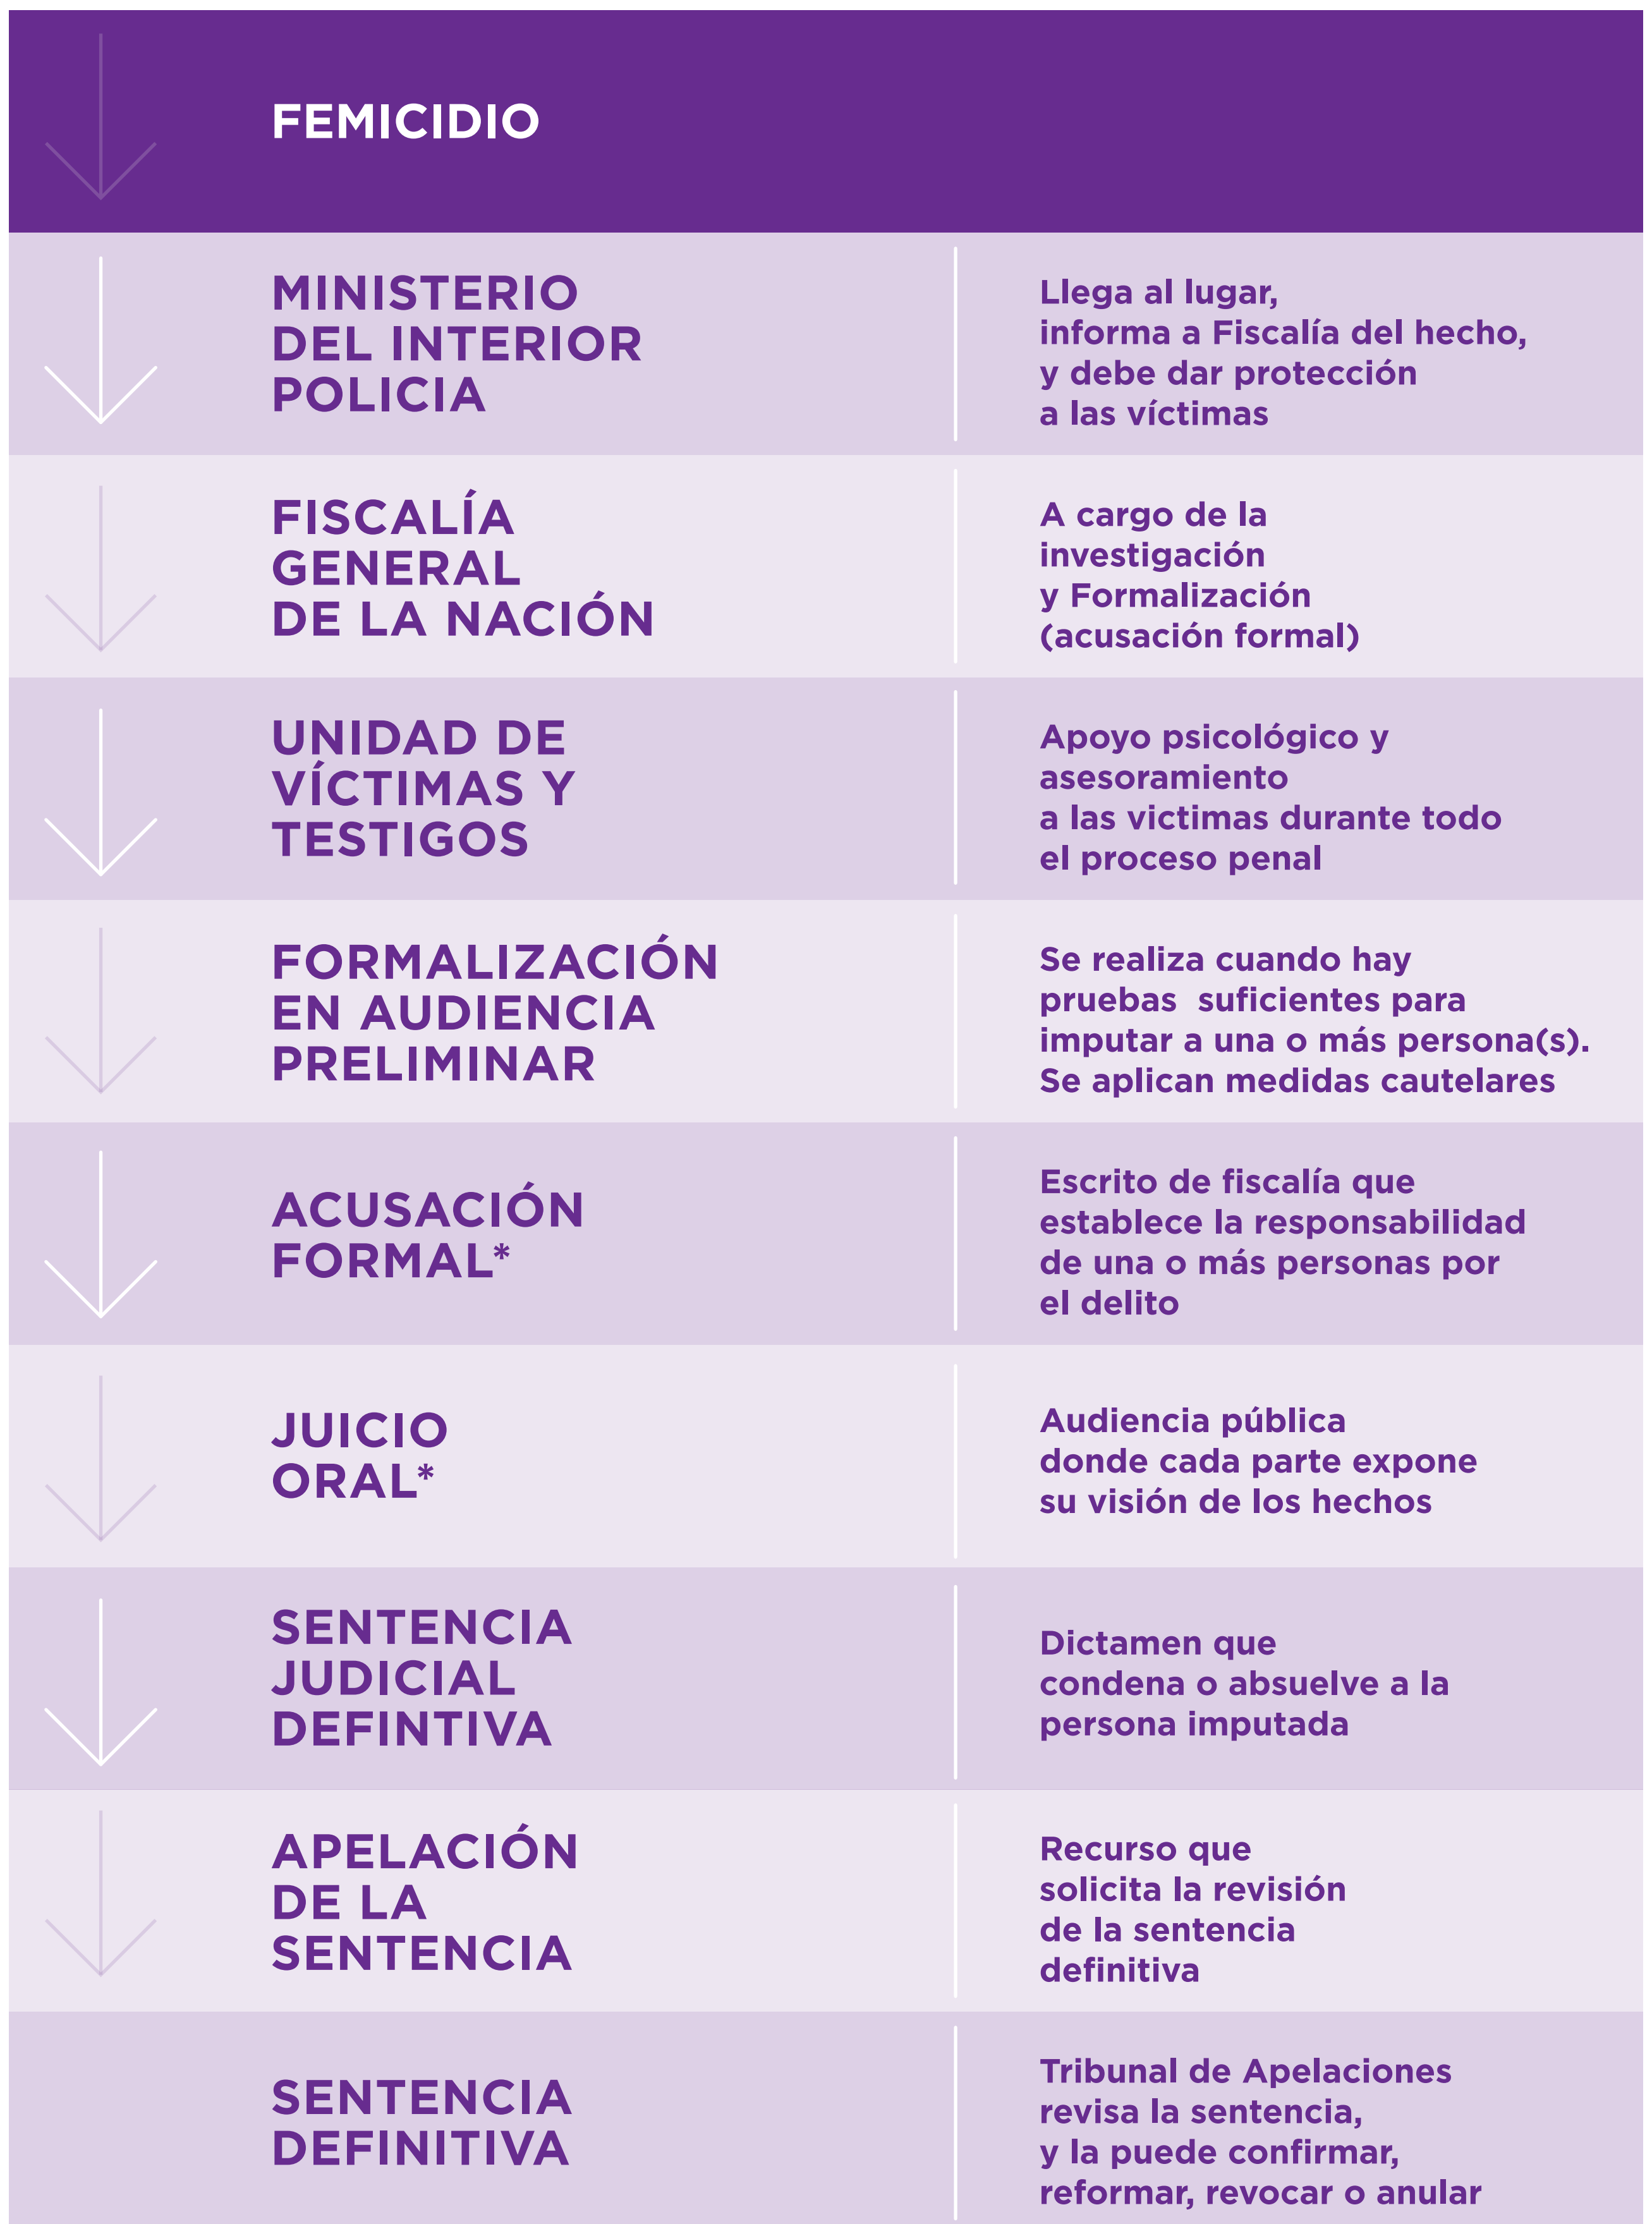 FEMICIDIO
MINISTERIO
DEL INTERIOR
POLICIA
Llega al lugar,
informa a Fiscalía del hecho,
y debe dar protección
a las víctimas
FISCALÍA
GENERAL
DE LA NACIÓN
A cargo de la
investigación
y Formalización
(acusación formal)
UNIDAD DE
VÍCTIMAS Y
TESTIGOS
Apoyo psicológico y
asesoramiento
a las victimas durante todo
el proceso penal
FORMALIZACIÓN
EN AUDIENCIA
PRELIMINAR
Se realiza cuando hay
pruebas  suficientes para
imputar a una o más persona(s).
Se aplican medidas cautelares
ACUSACIÓN
FORMAL*
Escrito de fiscalía que
establece la responsabilidad
de una o más personas por
el delito
JUICIO
ORAL*
Audiencia pública
donde cada parte expone
su visión de los hechos
SENTENCIA
JUDICIAL
DEFINTIVA
Dictamen que
condena o absuelve a la
persona imputada
APELACIÓN
DE LA
SENTENCIA
Recurso que
solicita la revisión
de la sentencia
definitiva
SENTENCIA
DEFINITIVA
Tribunal de Apelaciones
revisa la sentencia,
y la puede confirmar,
reformar, revocar o anular